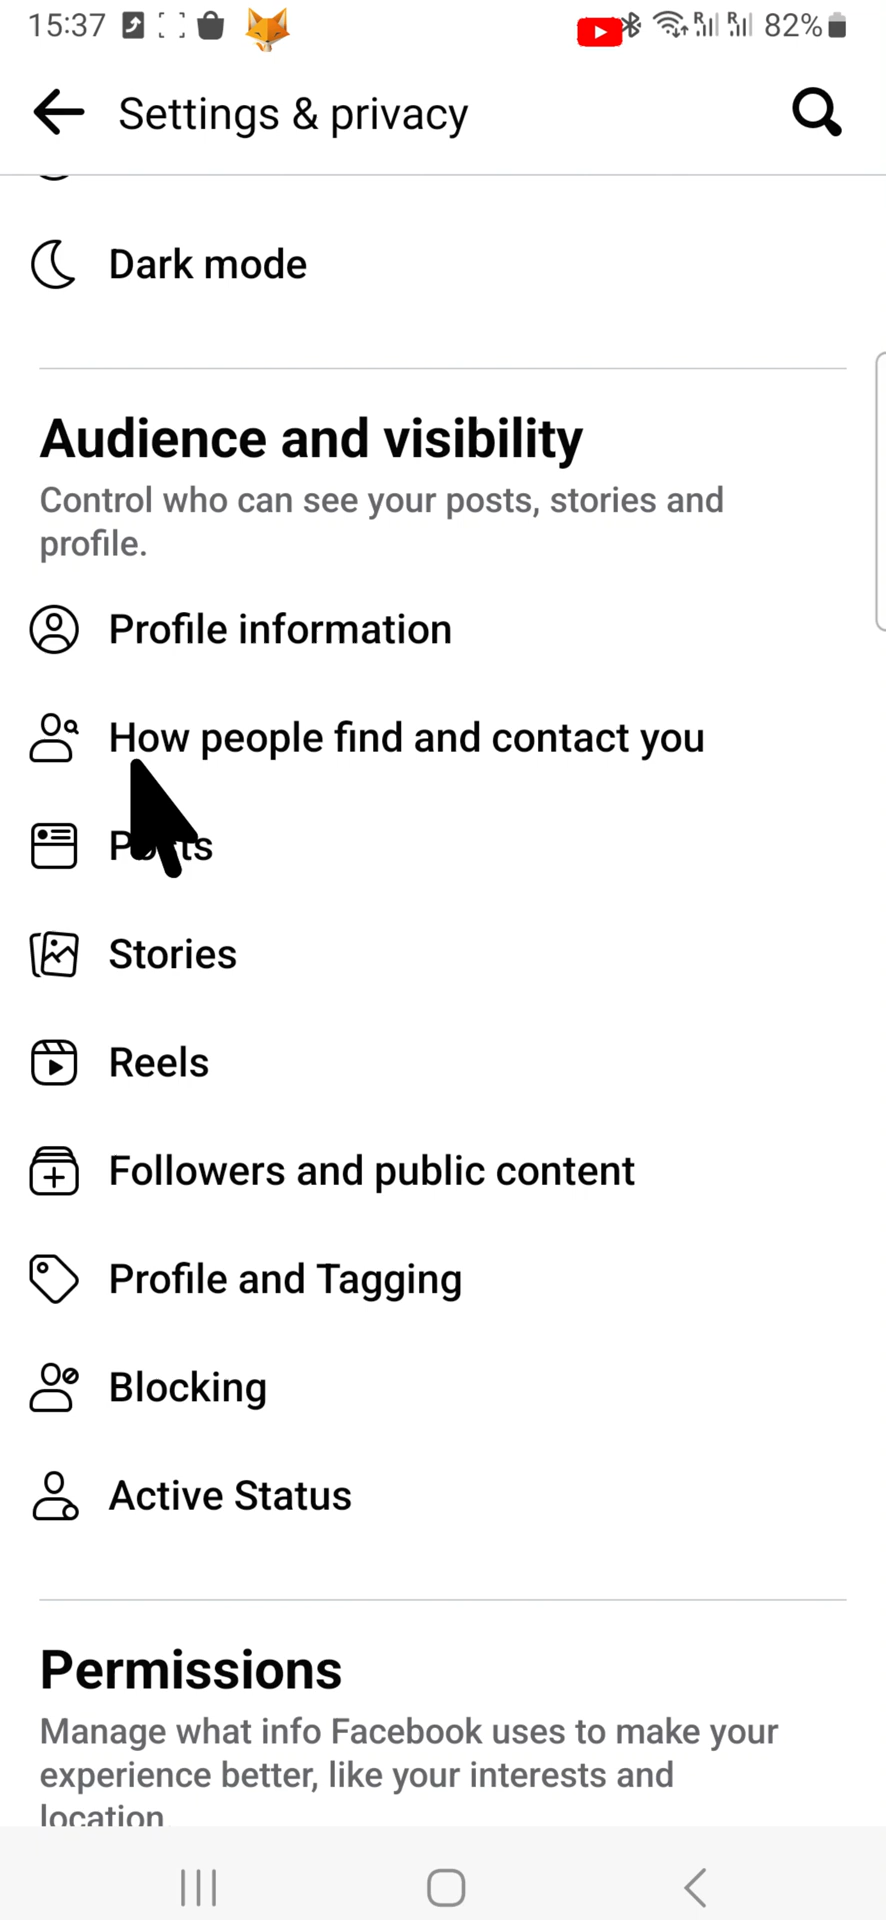 15:37
82%
Settings & privacy
Dark mode
Audience and visibility
Control who can see your posts, stories and
profile.
Profile information
How people find and contact you
Posts
Stories
Reels
Followers and public content
Profile and Tagging
Blocking
Active Status
Permissions
Manage what info Facebook uses to make your
experience better, like your interests and
location